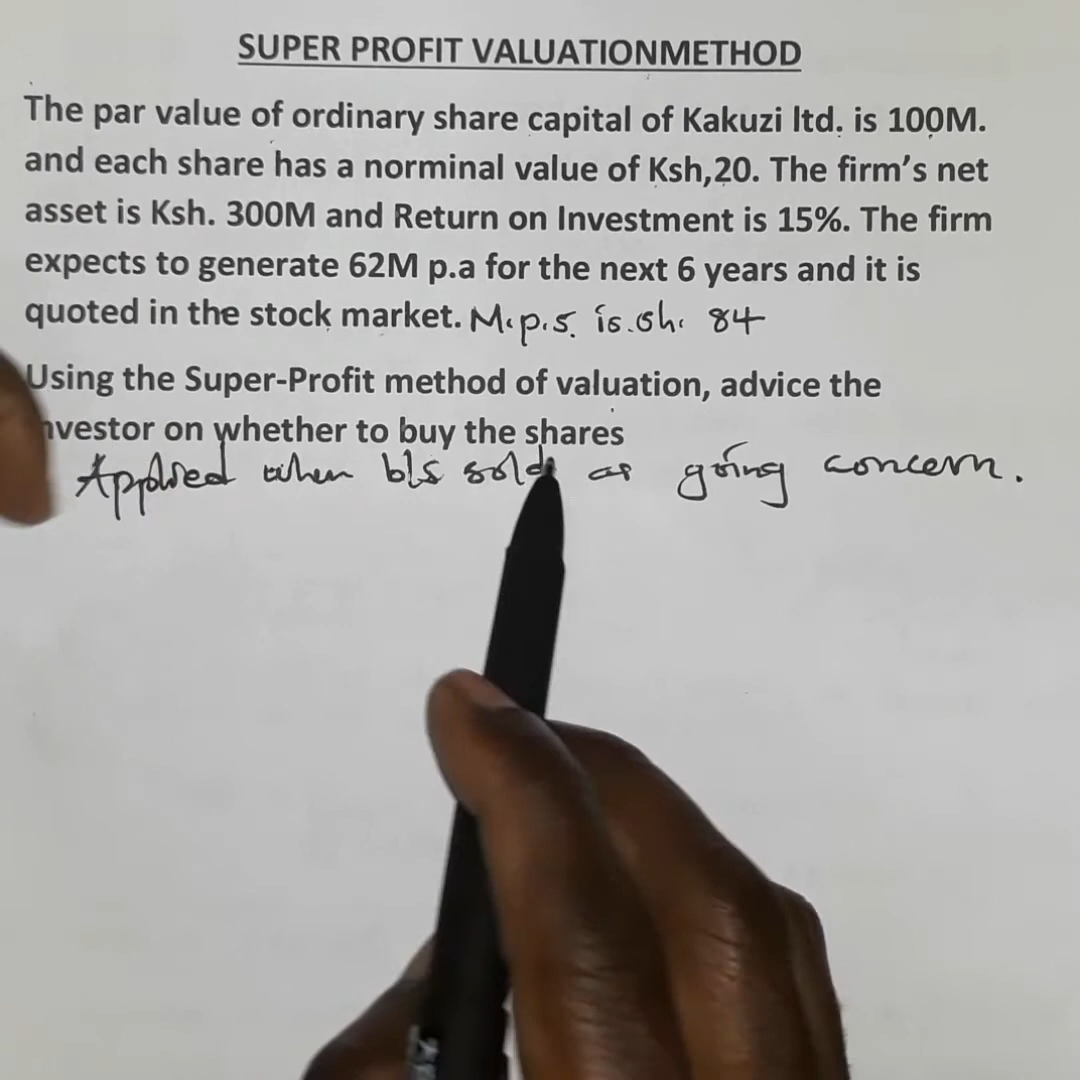 SUPER PROFIT VALUATIONMETHOD
The par value of ordinary share capital of Kakuzi ltd. is 100M.
and each share has a norminal value of Ksh,20. The firm's net
asset is Ksh. 300M and Return on Investment is 15%. The firm
expects to generate 62M p.a for the next 6 years and it is
quoted in the stock market. M.p.s. is.sh. 84
Using the Super-Profit method of valuation, advice the
nvestor on whether to buy the shares
Applied when b/s sold as going concern.